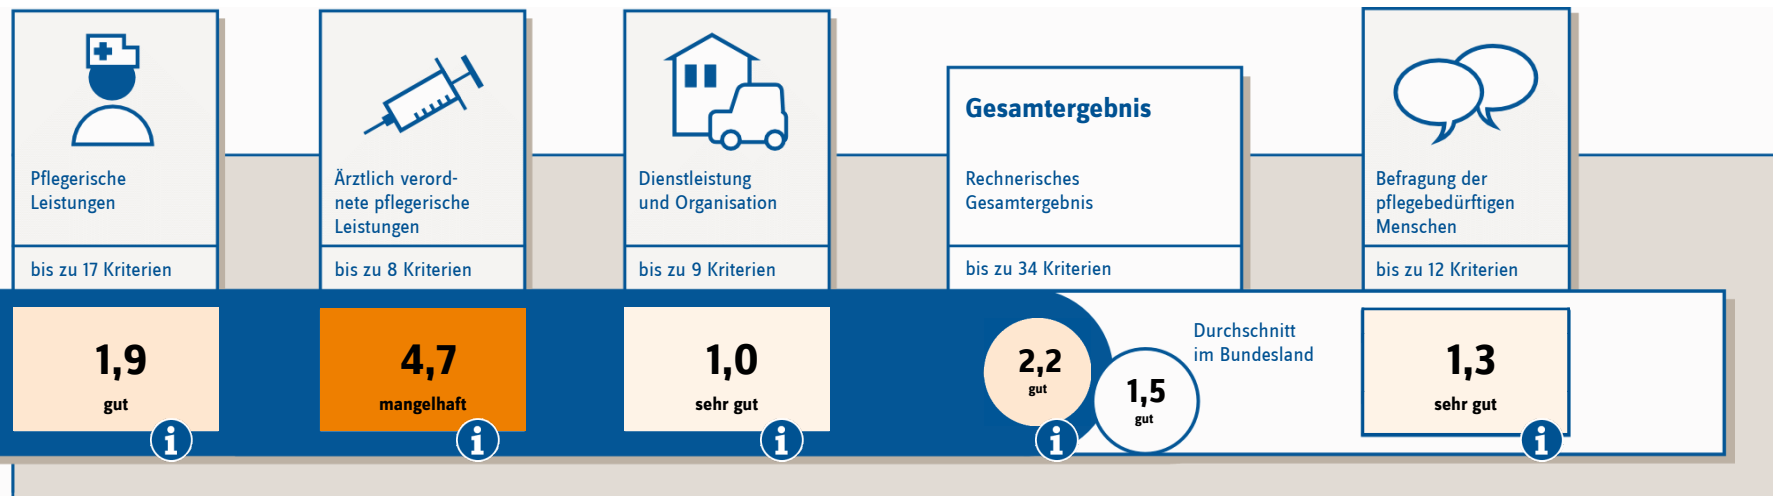 Pflegerische
Leistungen
bis zu 17 Kriterien
1,9
gut
i
Ärztlich verord-
nete pflegerische
Leistungen
bis zu 8 Kriterien
4,7
mangelhaft
i
Dienstleistung
und Organisation
bis zu 9 Kriterien
1,0
sehr gut
i
Gesamtergebnis
Rechnerisches
Gesamtergebnis
bis zu 34 Kriterien
2,2
gut
i
1,5
gut
Durchschnitt
im Bundesland
Befragung der
pflegebedürftigen
Menschen
bis zu 12 Kriterien
1,3
sehr gut
i